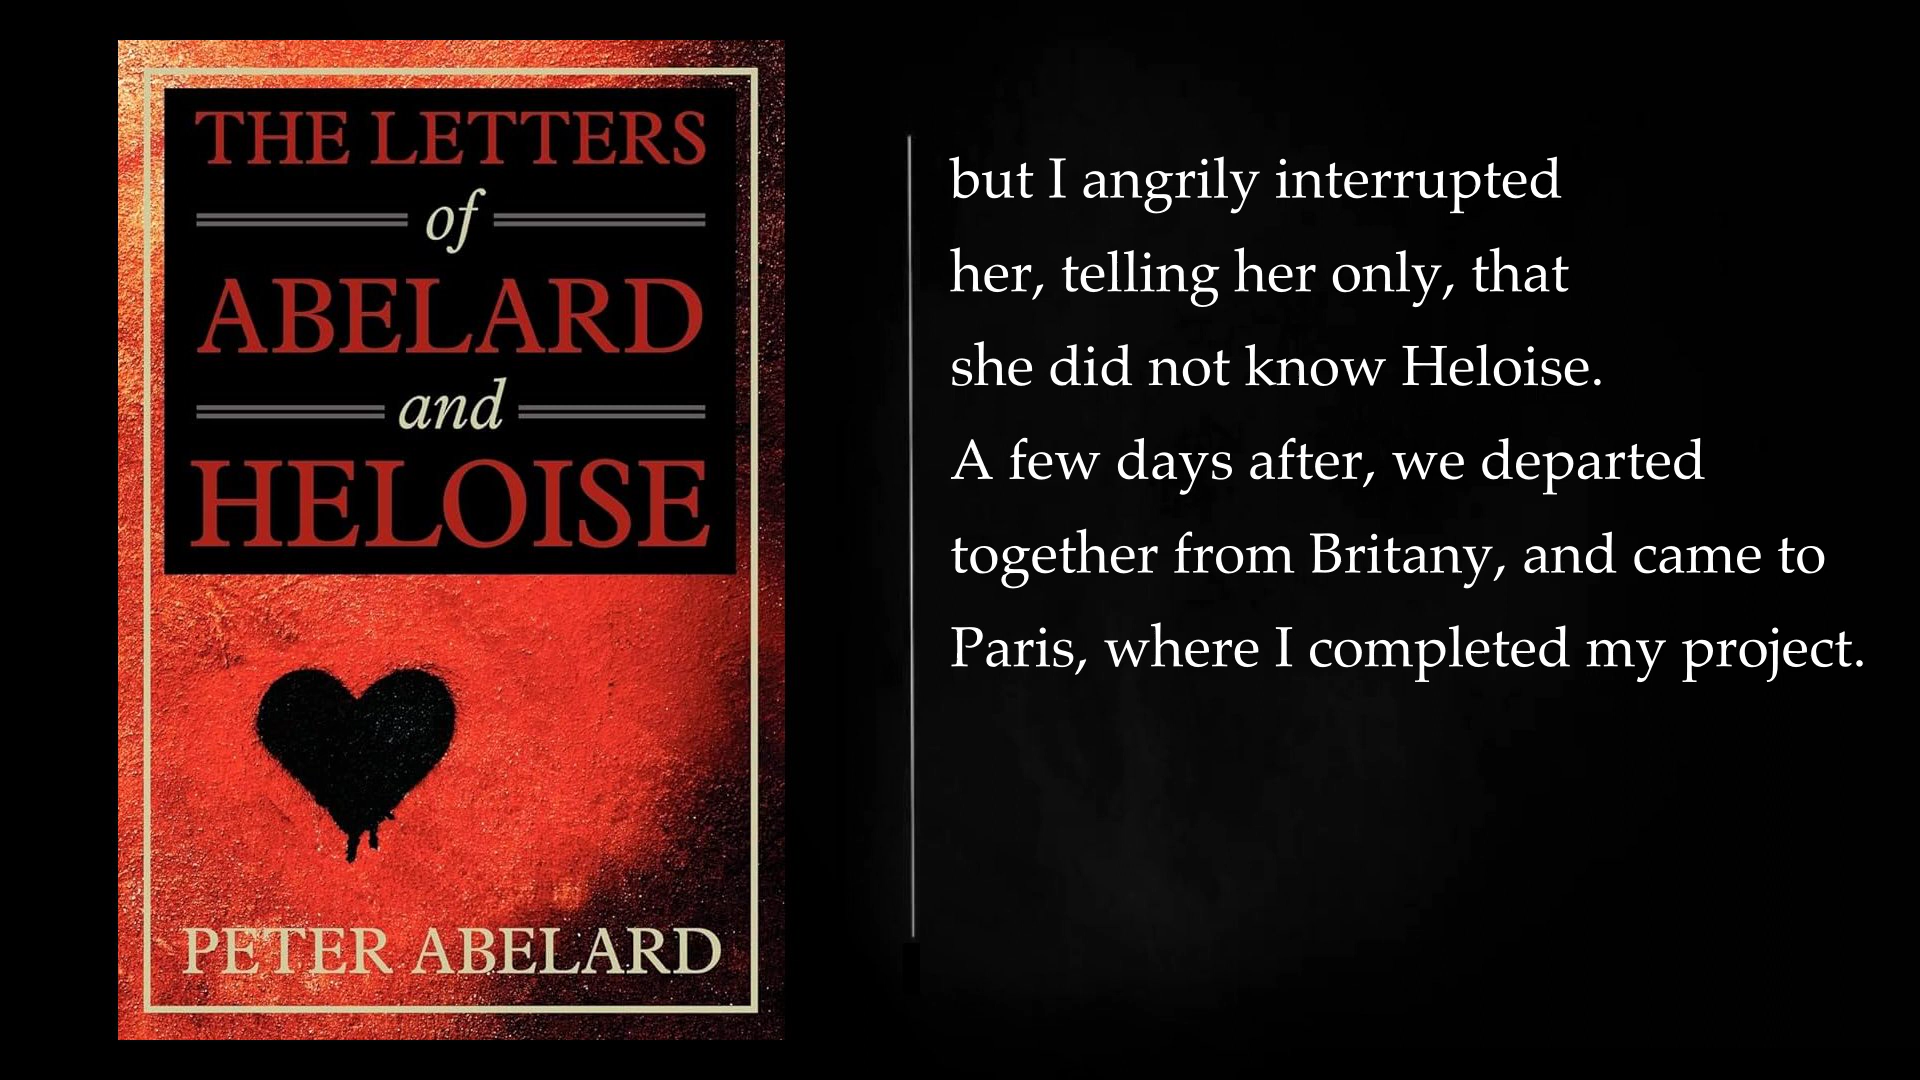 THE LETTERS
of
ABELARD
and
HELOISE
PETER ABELARD
but I angrily interrupted
her, telling her only, that
she did not know Heloise.
A few days after, we departed
together from Britany, and came to
Paris, where I completed my project.